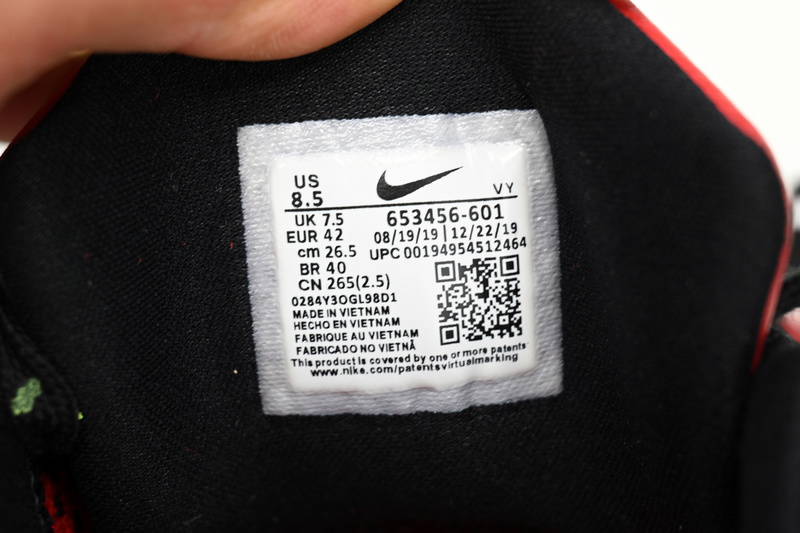 US
8.5
VY
UK 7.5
653456-601
EUR 42
08/19/19 | 12/22/19
cm 26.5
UPC 00194954512464
BR 40
CN 265(2.5)
0284Y3OGL98D1
MADE IN VIETNAM
HECHO EN VIETNAM
FABRIQUE AU VIETNAM
FABRICADO NO VIETNÃ
This product is covered by one or more patents
www.nike.com/patentsvirtualmarking